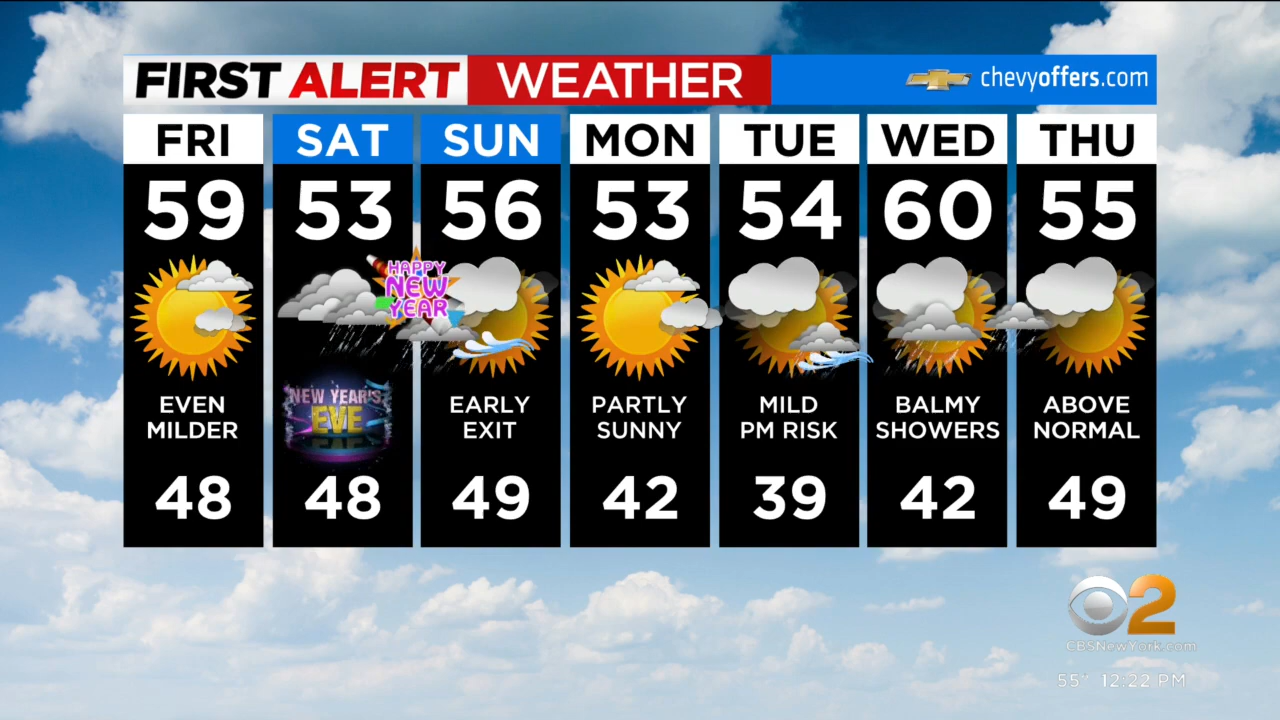 FIRST ALERT WEATHER
chevyoffers.com
FRI SAT SUN MON TUE WED THU
59 53 56 53 54 60 55
HAPPY
NEW
YEAR
NEW YEAR'S
EVE
EVEN
MILDER
EARLY
EXIT
PARTLY
SUNNY
MILD
PM RISK
BALMY
SHOWERS
ABOVE
NORMAL
48 48 49 42 39 42 49
2
CBSNewYork.com
55° 12:22 PM